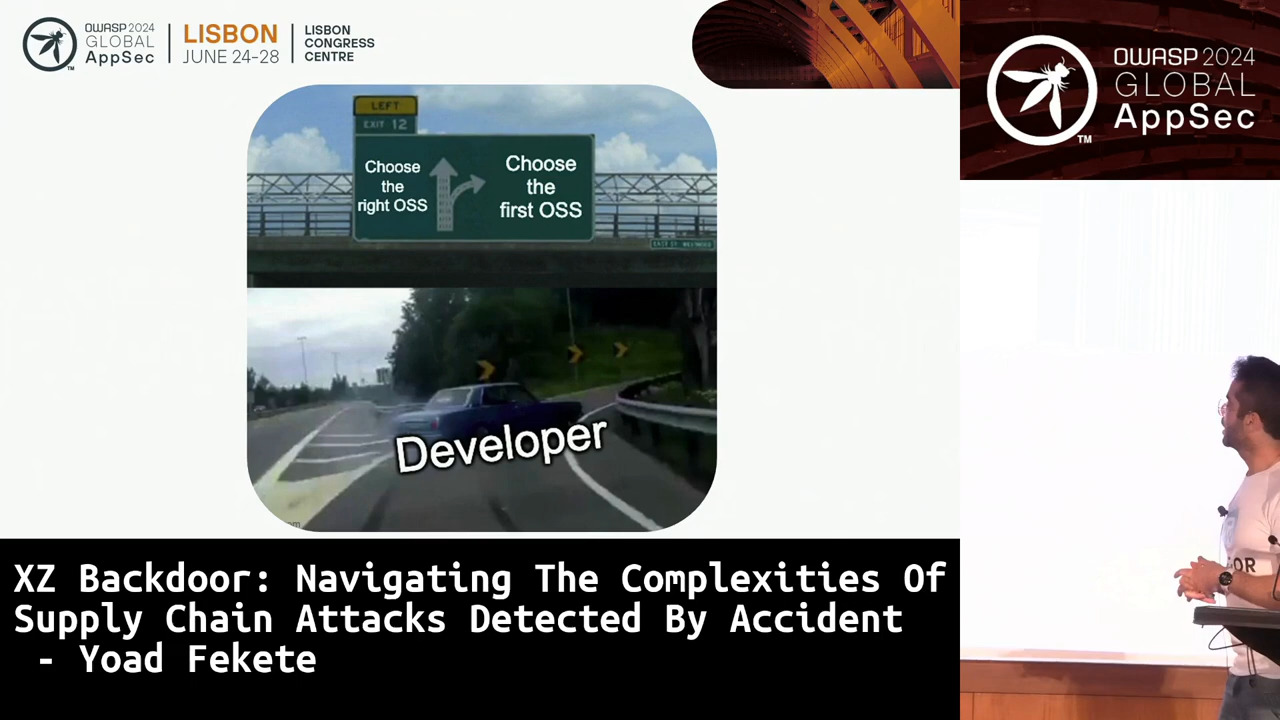 OWASP 2024
GLOBAL
AppSec
LISBON
JUNE 24-28
LISBON
CONGRESS
CENTRE
OWASP 2024
GLOBAL
AppSec
TM
LEFT
EXIT 12
Choose
the
right OSS
Choose
the
first OSS
Developer
XZ Backdoor: Navigating The Complexities Of
Supply Chain Attacks Detected By Accident
- Yoad Fekete
OR